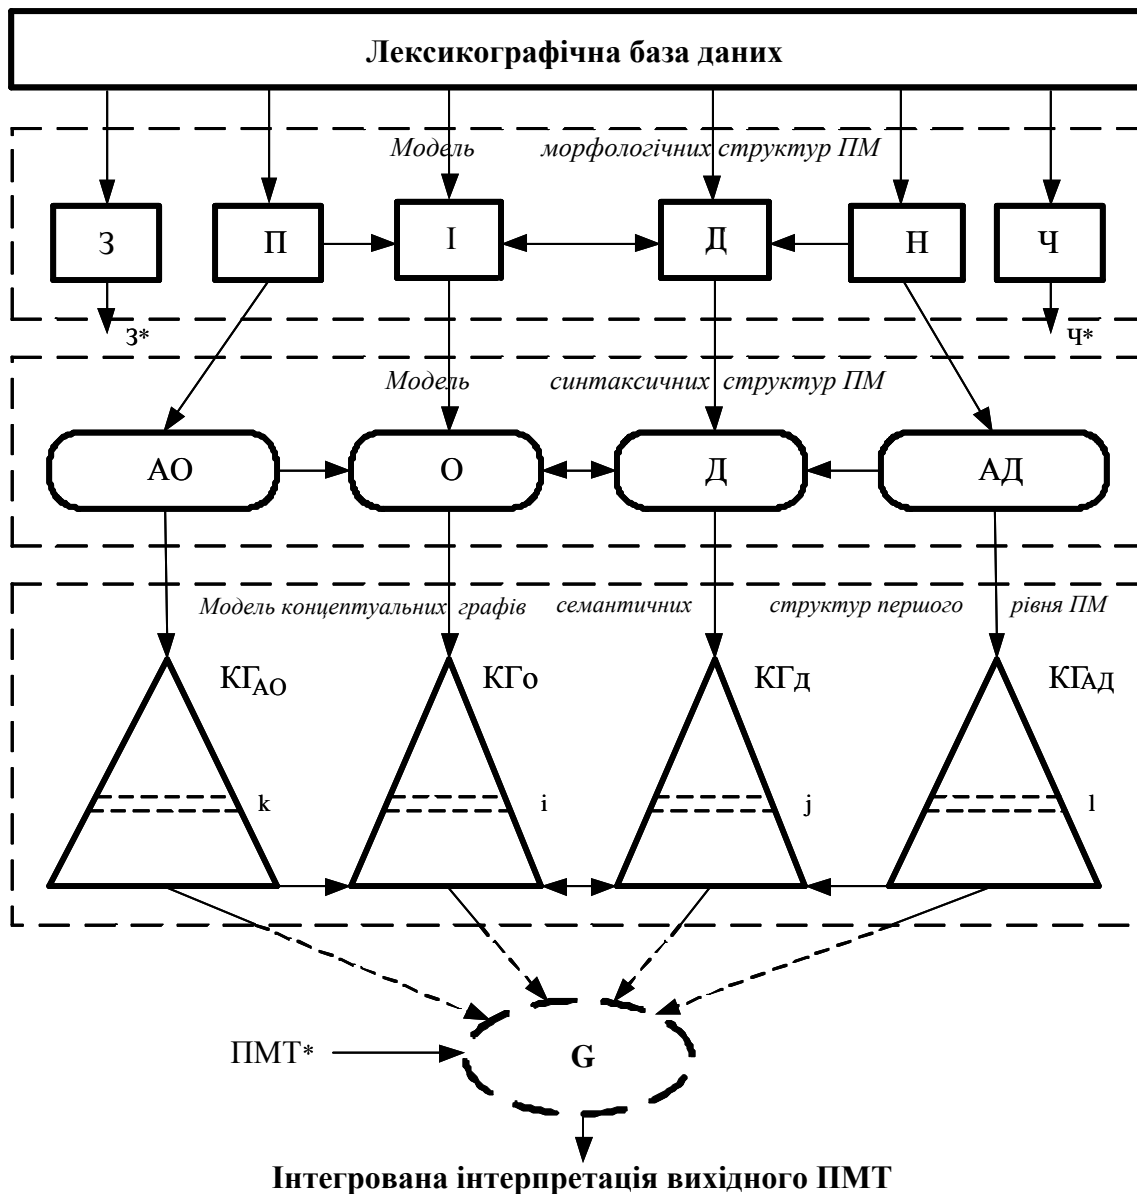 Лексикографічна база даних
Модель морфологічних структур ПМ
З П І Д Н Ч
З* Ч*
Модель синтаксичних структур ПМ
АО О Д АД
Модель концептуальних графів семантичних структур першого рівня ПМ
КГАО КГО КГД КГАД
k i j l
ПМТ* G
Інтегрована інтерпретація вихідного ПМТ